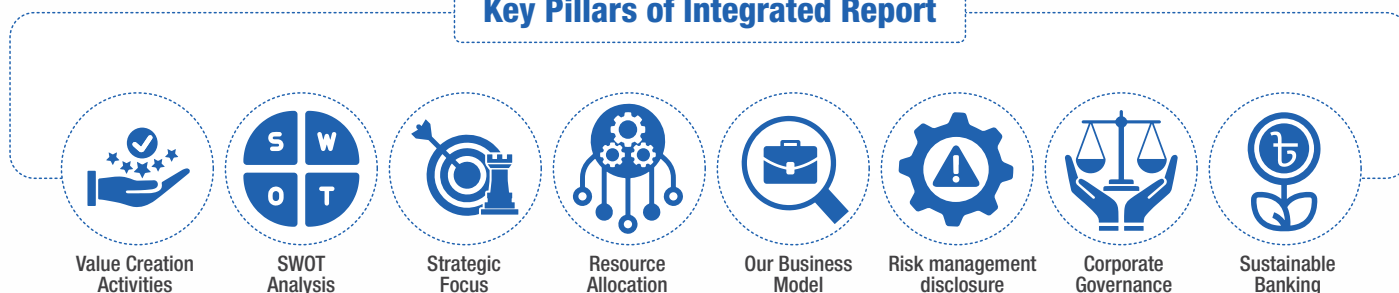 Key Pillars of Integrated Report
S W
O T
৳
Value Creation
Activities
SWOT
Analysis
Strategic
Focus
Resource
Allocation
Our Business
Model
Risk management
disclosure
Corporate
Governance
Sustainable
Banking